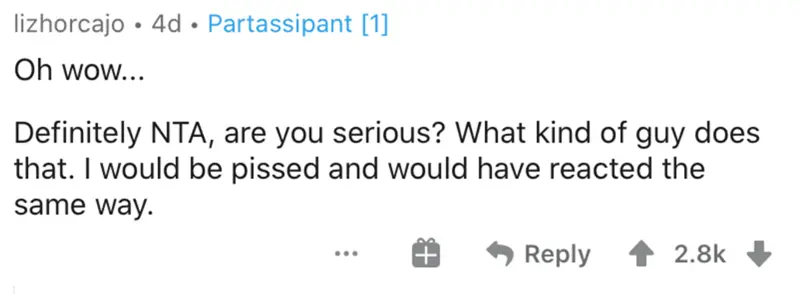 lizhorcajo • 4d • Partassipant [1]
Oh wow...
Definitely NTA, are you serious? What kind of guy does
that. I would be pissed and would have reacted the
same way.
... Reply 2.8k